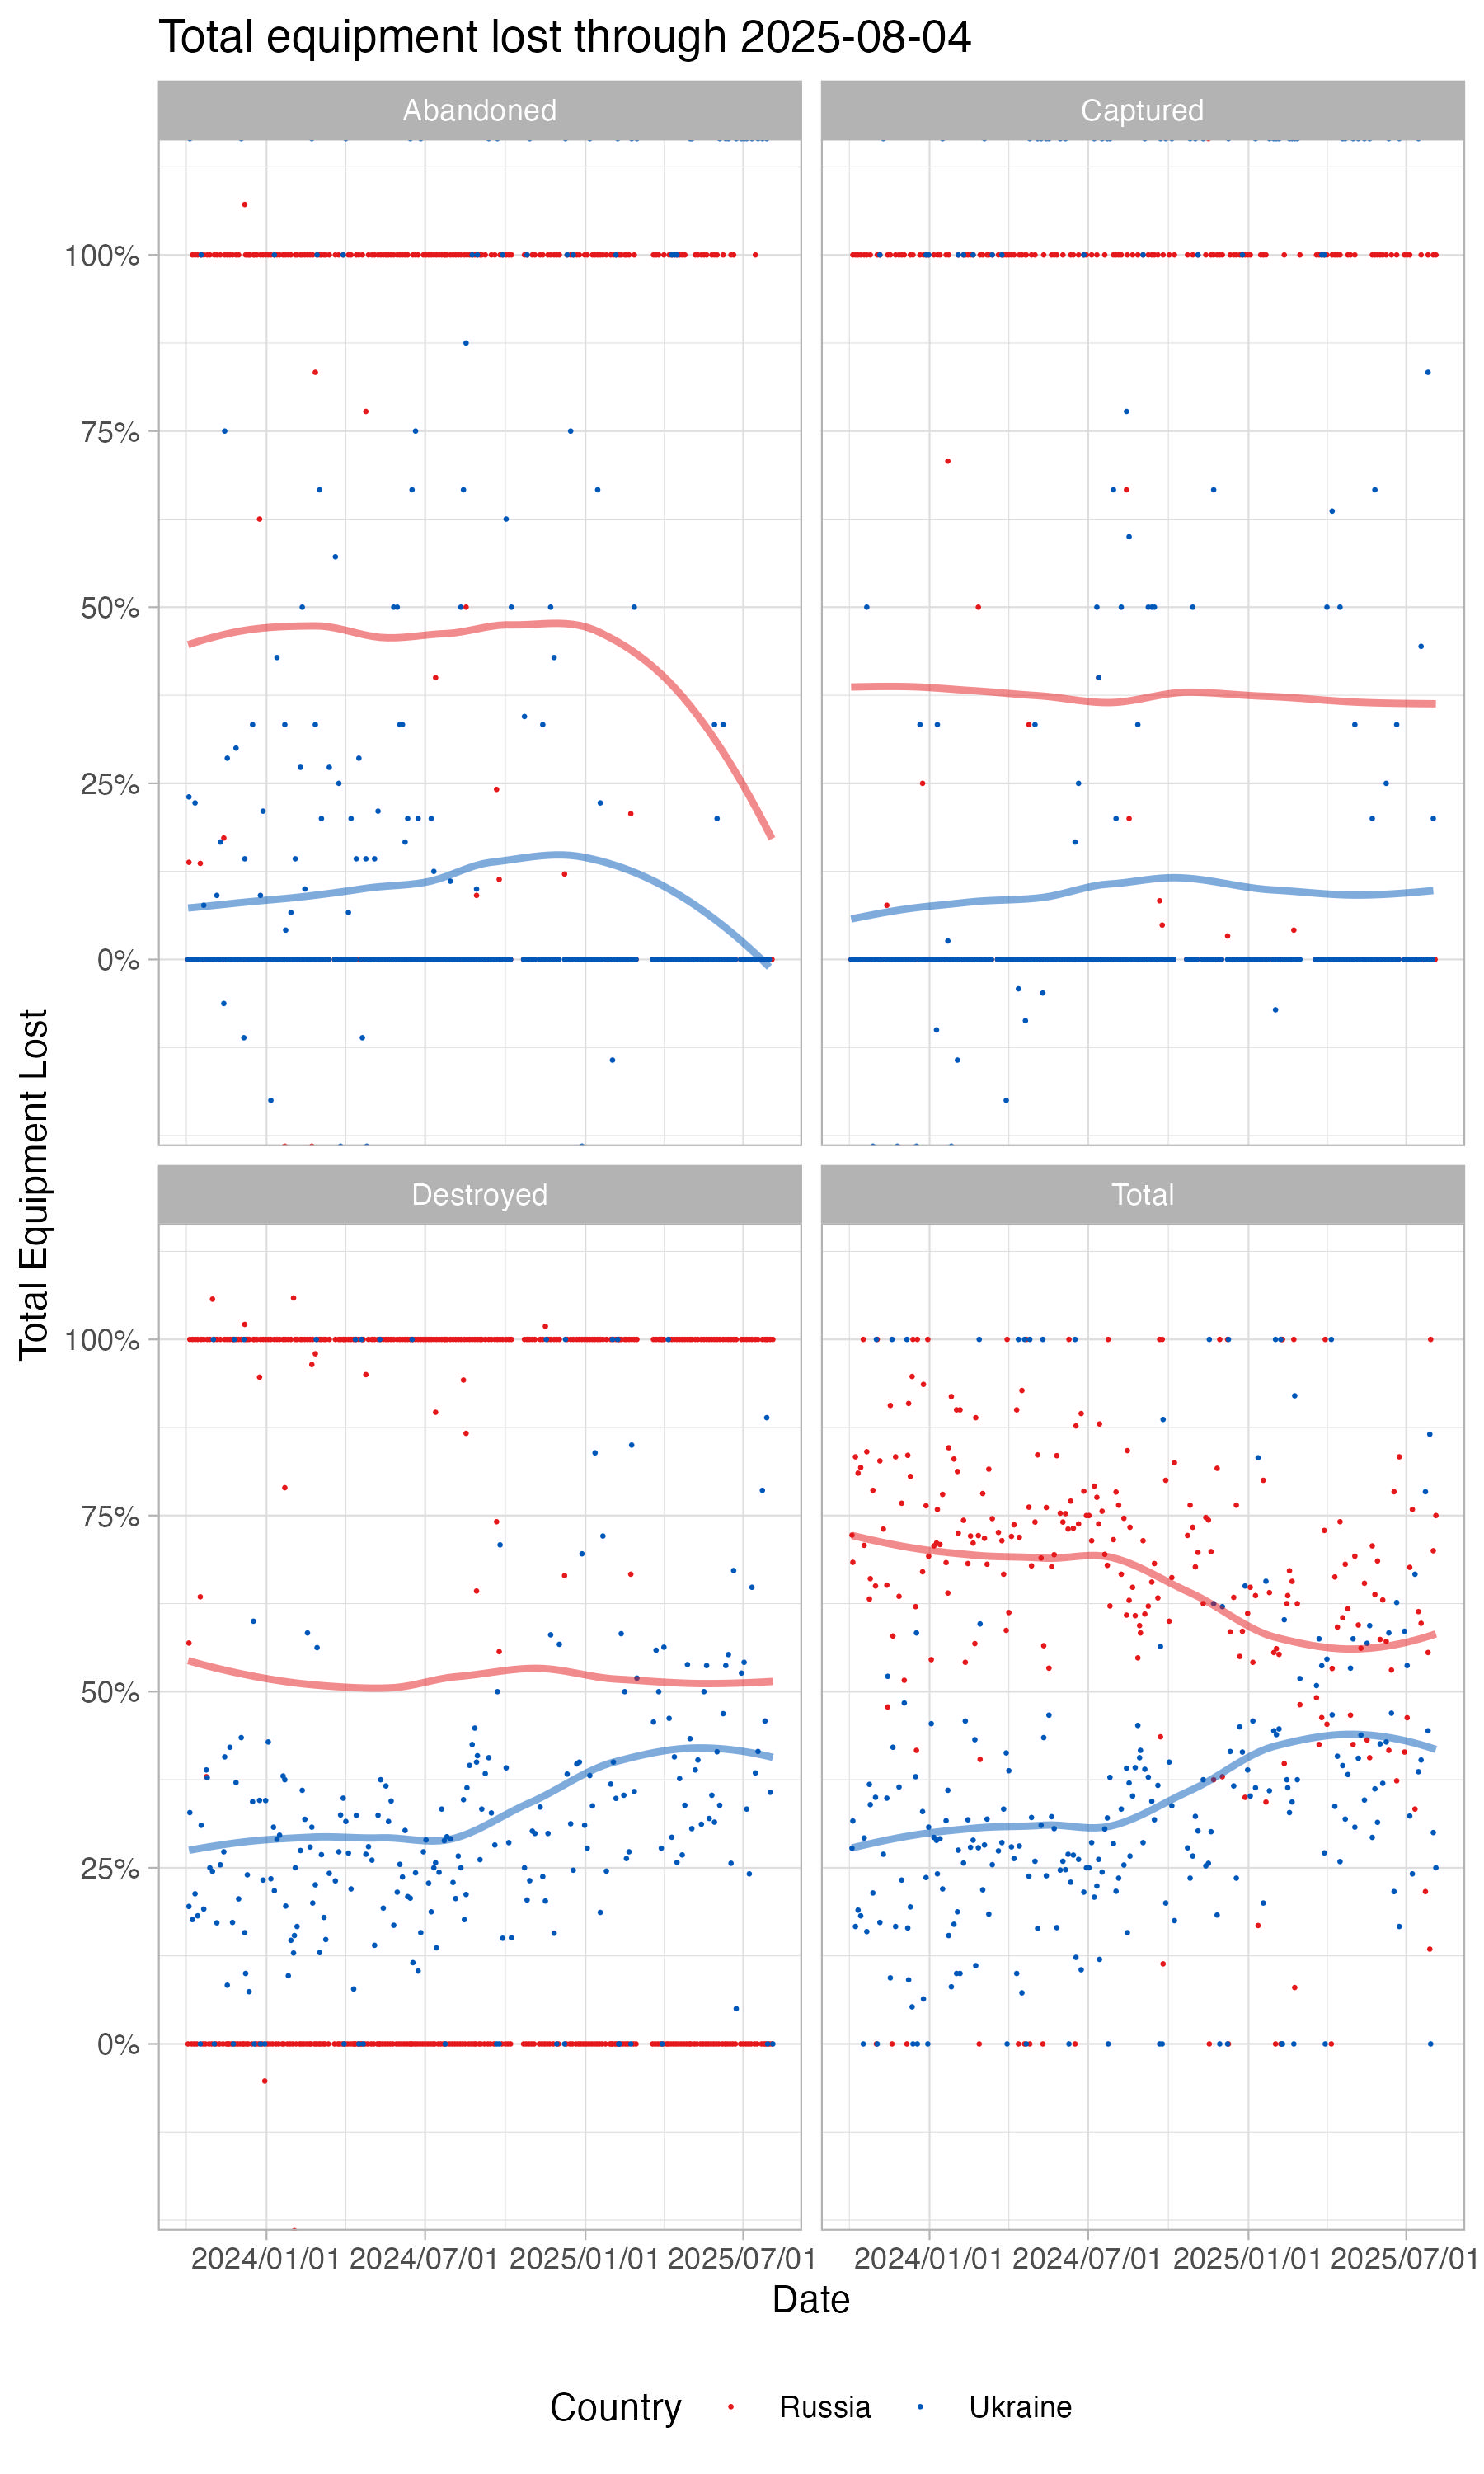 Total equipment lost through 2025-08-04
Abandoned
Captured
100%
75%
50%
25%
0%
Total Equipment Lost
Destroyed
Total
100%
75%
50%
25%
0%
2024/01/01 2024/07/01 2025/01/01 2025/07/01
2024/01/01 2024/07/01 2025/01/01 2025/07/01
Date
Country Russia Ukraine